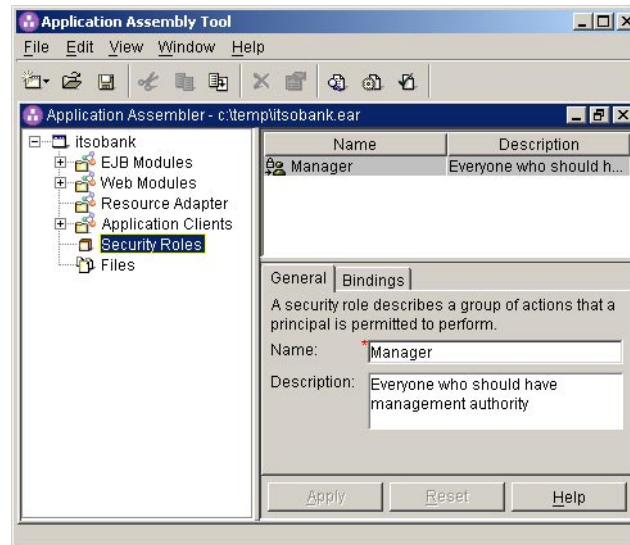 Application Assembly Tool
File Edit View Window Help
Application Assembler - c:\temp\itsobank.ear
itsobank
EJB Modules
Web Modules
Resource Adapter
Application Clients
Security Roles
Files
Name Description
Manager Everyone who should h...
General Bindings
A security role describes a group of actions that a
principal is permitted to perform.
Name: *Manager
Description: Everyone who should have
management authority
Apply Reset Help